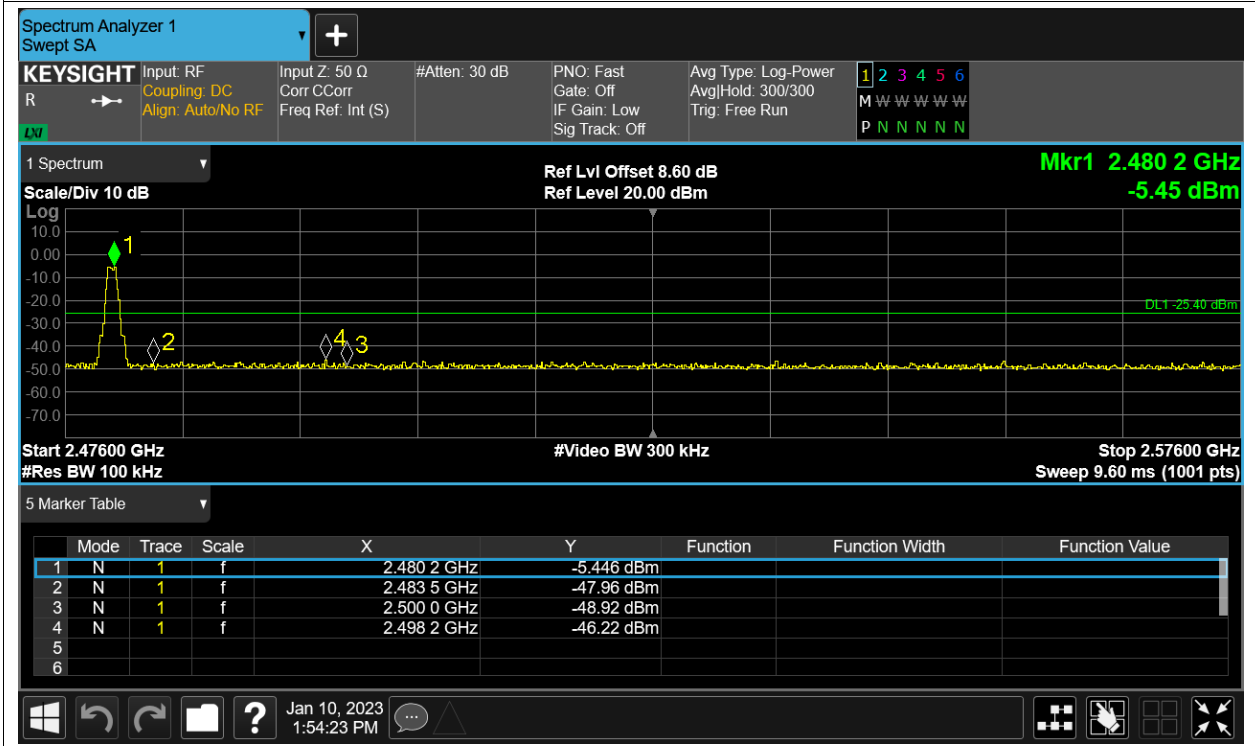 Spectrum Analyzer 1
Swept SA
+
KEYSIGHT
R
LXI
Input: RF
Coupling: DC
Align: Auto/No RF
Input Z: 50 Ω
Corr CCorr
Freq Ref: Int (S)
#Atten: 30 dB
PNO: Fast
Gate: Off
IF Gain: Low
Sig Track: Off
Avg Type: Log-Power
Avg|Hold: 300/300
Trig: Free Run
1 2 3 4 5 6
M W W W W W
P N N N N N
1 Spectrum
Scale/Div 10 dB
Ref Lvl Offset 8.60 dB
Ref Level 20.00 dBm
Mkr1 2.480 2 GHz
-5.45 dBm
Log
10.0
0.00
-10.0
-20.0
-30.0
-40.0
-50.0
-60.0
-70.0
1
2
4
3
DL1 -25.40 dBm
Start 2.47600 GHz
#Video BW 300 kHz
Stop 2.57600 GHz
#Res BW 100 kHz
Sweep 9.60 ms (1001 pts)
5 Marker Table
Mode Trace Scale X Y Function Function Width Function Value
1 N 1 f 2.480 2 GHz -5.446 dBm
2 N 1 f 2.483 5 GHz -47.96 dBm
3 N 1 f 2.500 0 GHz -48.92 dBm
4 N 1 f 2.498 2 GHz -46.22 dBm
5
6
?
Jan 10, 2023
1:54:23 PM